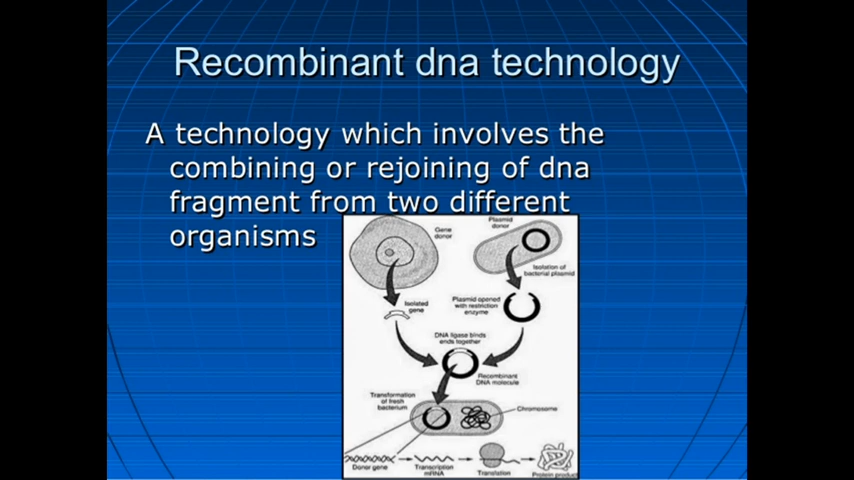 Recombinant dna technology
A technology which involves the
combining or rejoining of dna
fragment from two different
organisms
Gene
donor
Plasmid
donor
Isolation of
bacterial plasmid
Isolated
gene
Plasmid opened
with restriction
enzyme
DNA ligase binds
ends together
Recombinant
DNA molecule
Transformation
of fresh
bacterium
Chromosome
Donor gene
Transcription
mRNA
Translation
Protein product